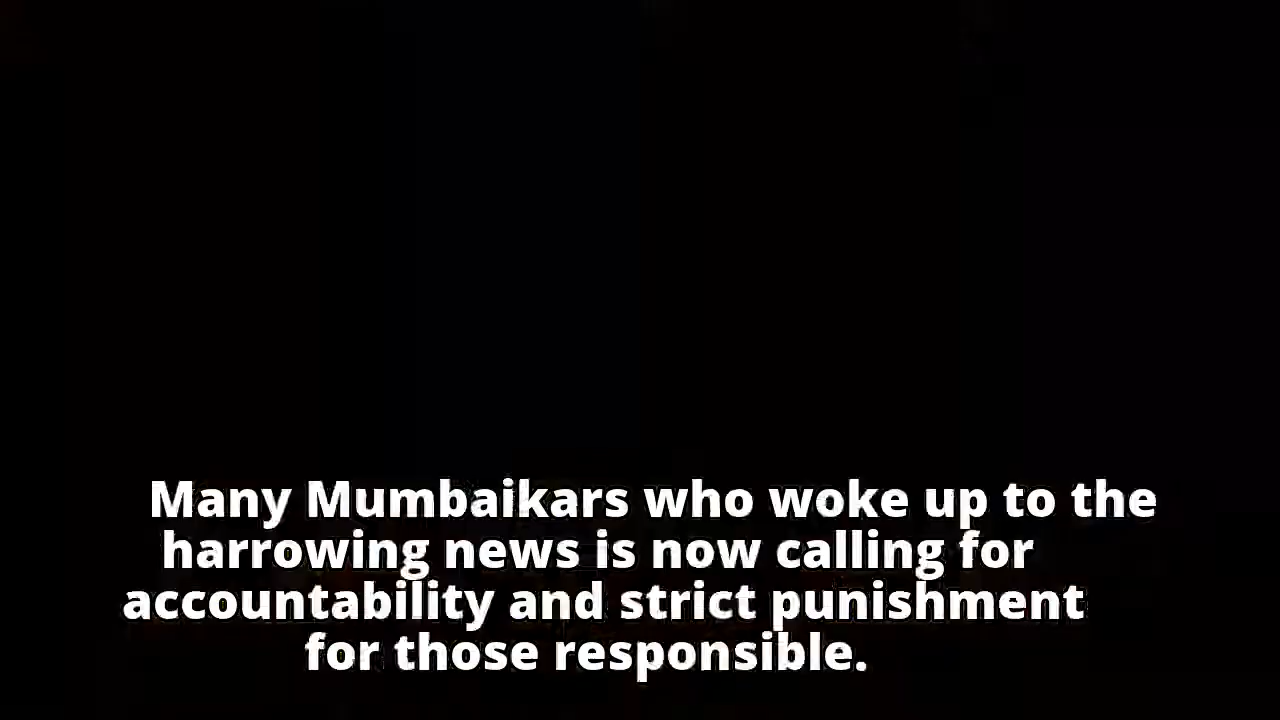 Many Mumbaikars who woke up to the
harrowing news is now calling for
accountability and strict punishment
for those responsible.